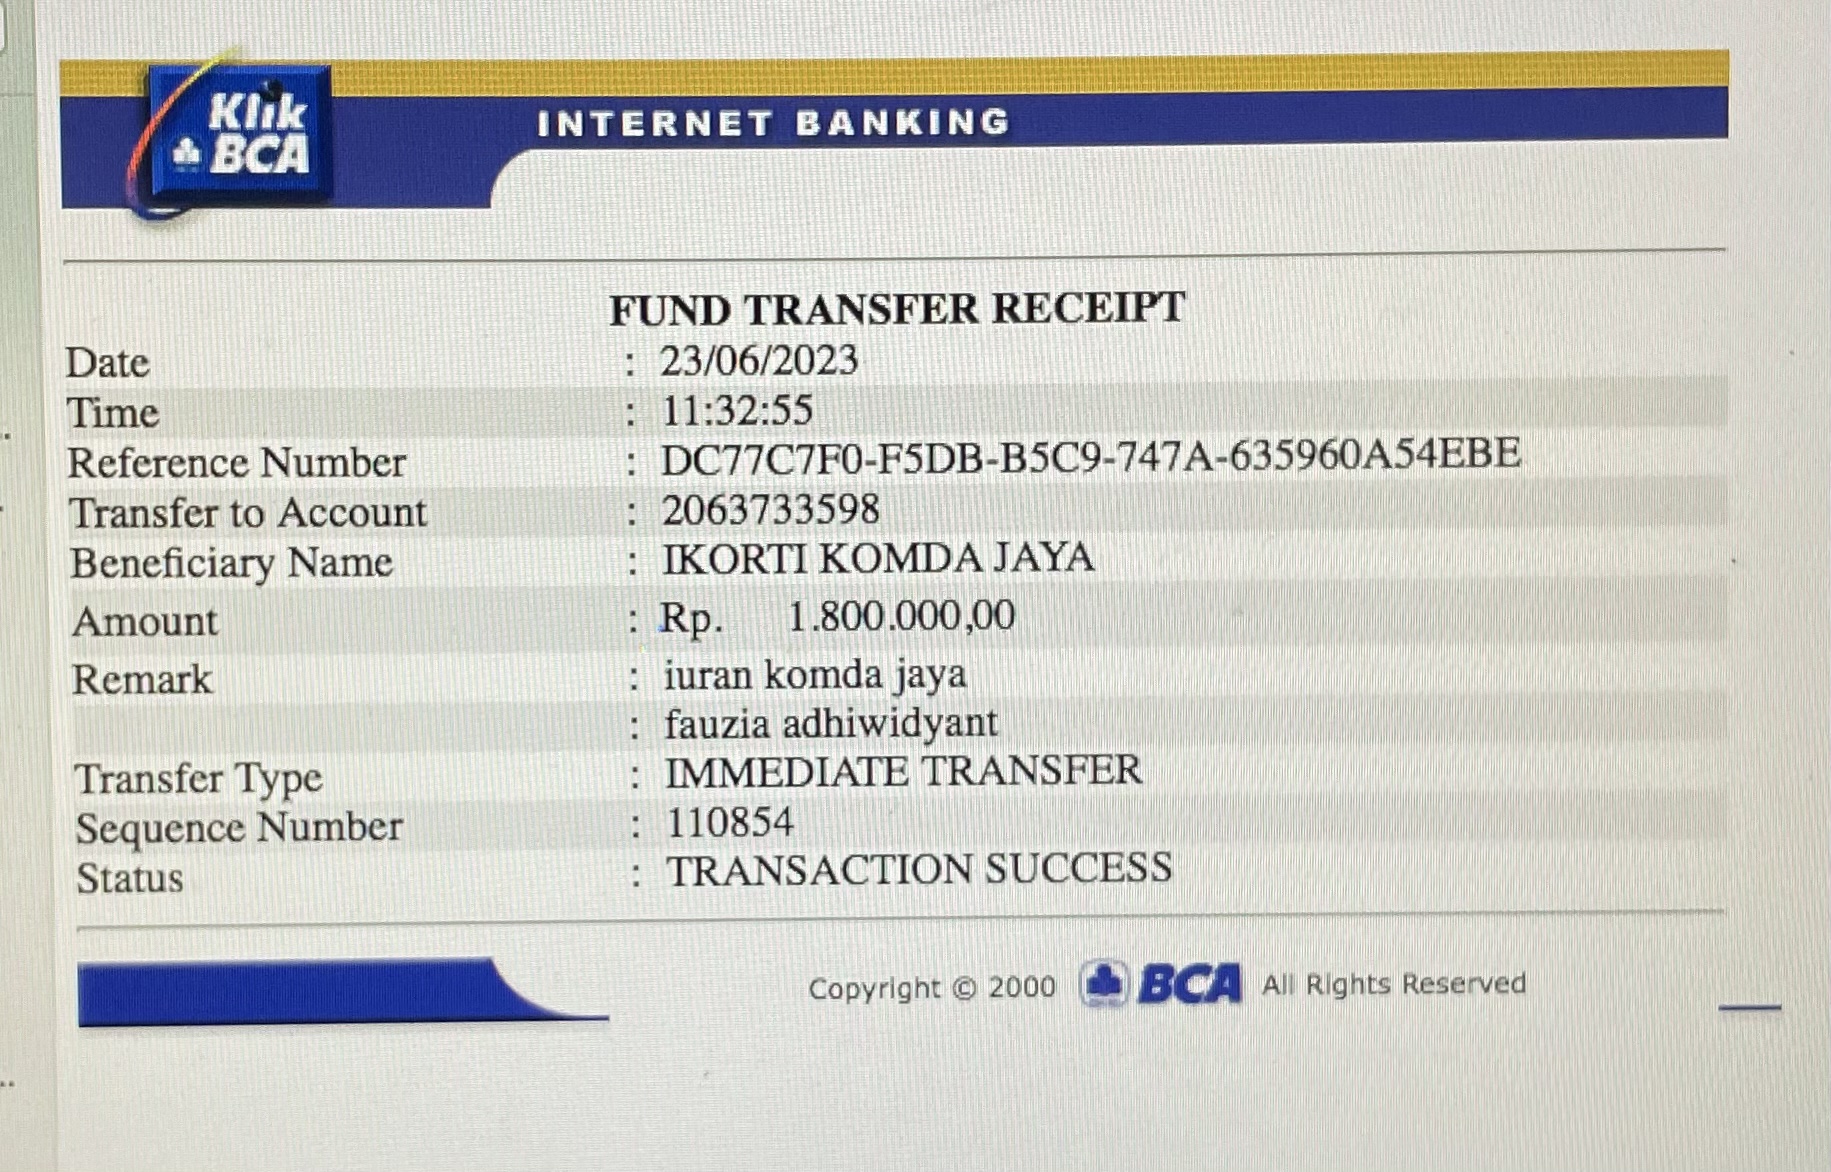 Klik
BCA
INTERNET BANKING
FUND TRANSFER RECEIPT
Date : 23/06/2023
Time : 11:32:55
Reference Number : DC77C7F0-F5DB-B5C9-747A-635960A54EBE
Transfer to Account : 2063733598
Beneficiary Name : IKORTI KOMDA JAYA
Amount : Rp. 1.800.000,00
Remark : iuran komda jaya
: fauzia adhiwidyant
Transfer Type : IMMEDIATE TRANSFER
Sequence Number : 110854
Status : TRANSACTION SUCCESS
Copyright © 2000 BCA All Rights Reserved